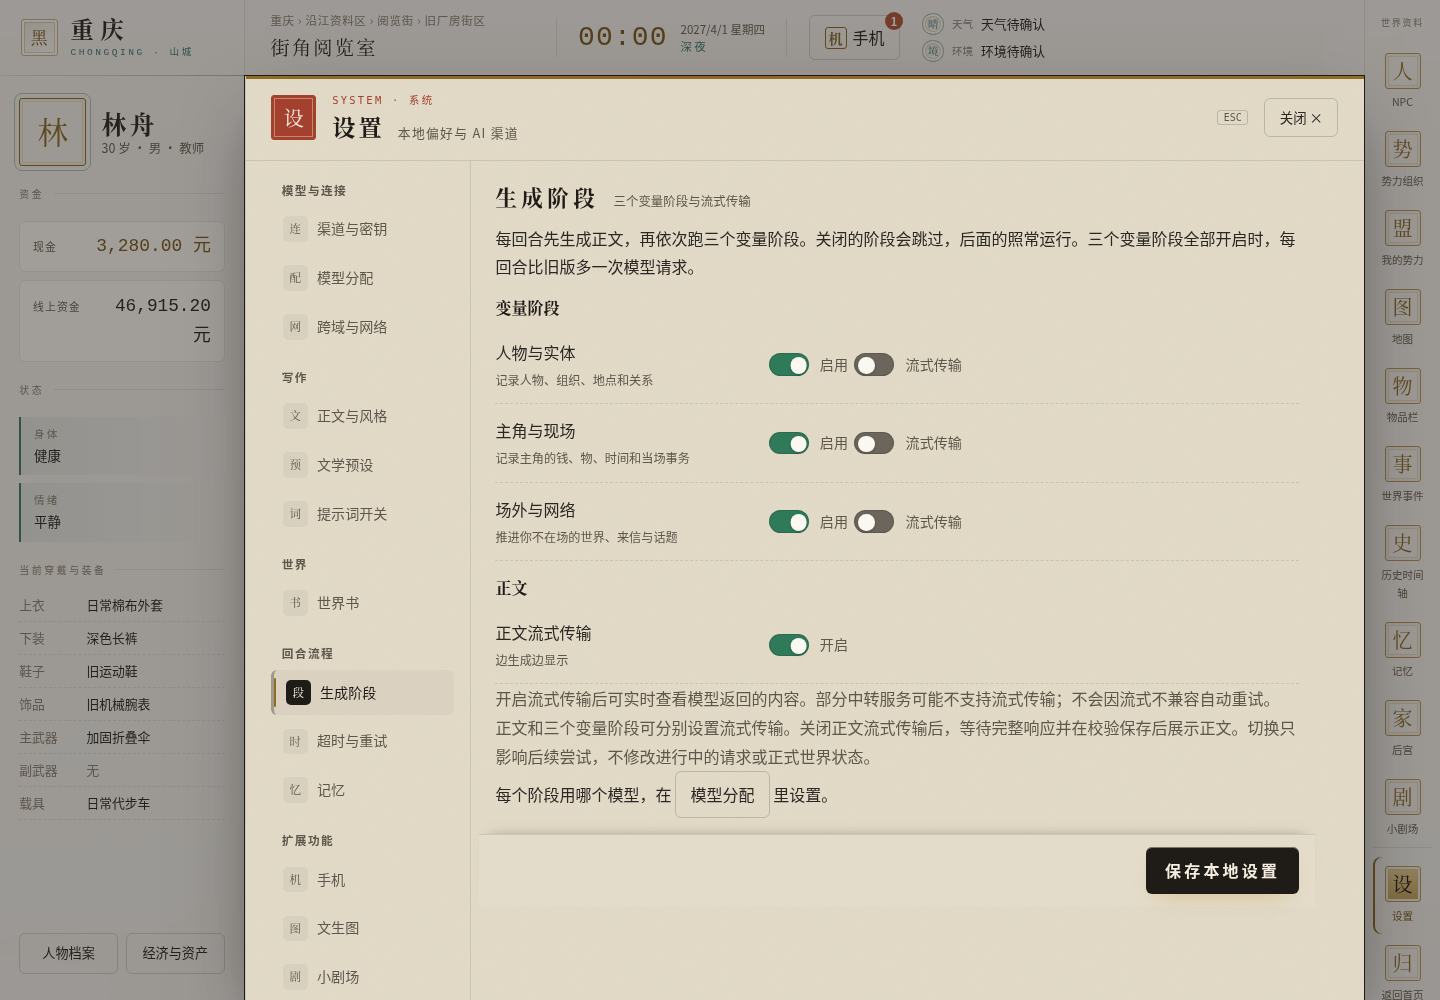 黑
重庆
CHONGQING · 山城
重庆 › 沿江资料区 › 阅览街 › 旧厂房街区
街角阅览室
00:00
2027/4/1 星期四
深夜
机 手机
1
晴 天气 天气待确认
境 环境 环境待确认
林
林舟
30 岁 · 男 · 教师
资金
现金 3,280.00 元
线上资金 46,915.20
元
状态
身体
健康
情绪
平静
当前穿戴与装备
上衣 日常棉布外套
下装 深色长裤
鞋子 旧运动鞋
饰品 旧机械腕表
主武器 加固折叠伞
副武器 无
载具 日常代步车
人物档案
经济与资产
设
SYSTEM · 系统
设置 本地偏好与 AI 渠道
ESC
关闭 ×
模型与连接
连 渠道与密钥
配 模型分配
网 跨域与网络
写作
文 正文与风格
预 文学预设
词 提示词开关
世界
书 世界书
回合流程
段 生成阶段
时 超时与重试
忆 记忆
扩展功能
机 手机
图 文生图
剧 小剧场
生成阶段 三个变量阶段与流式传输
每回合先生成正文，再依次跑三个变量阶段。关闭的阶段会跳过，后面的照常运行。三个变量阶段全部开启时，每
回合比旧版多一次模型请求。
变量阶段
人物与实体
记录人物、组织、地点和关系
启用 流式传输
主角与现场
记录主角的钱、物、时间和当场事务
启用 流式传输
场外与网络
推进你不在场的世界、来信与话题
启用 流式传输
正文
正文流式传输
边生成边显示
开启
开启流式传输后可实时查看模型返回的内容。部分中转服务可能不支持流式传输；不会因流式不兼容自动重试。
正文和三个变量阶段可分别设置流式传输。关闭正文流式传输后，等待完整响应并在校验保存后展示正文。切换只
影响后续尝试，不修改进行中的请求或正式世界状态。
每个阶段用哪个模型，在 模型分配 里设置。
保存本地设置
世界资料
人
NPC
势
势力组织
盟
我的势力
图
地图
物
物品栏
事
世界事件
史
历史时间
轴
忆
记忆
家
后宫
剧
小剧场
设
设置
归
返回首页